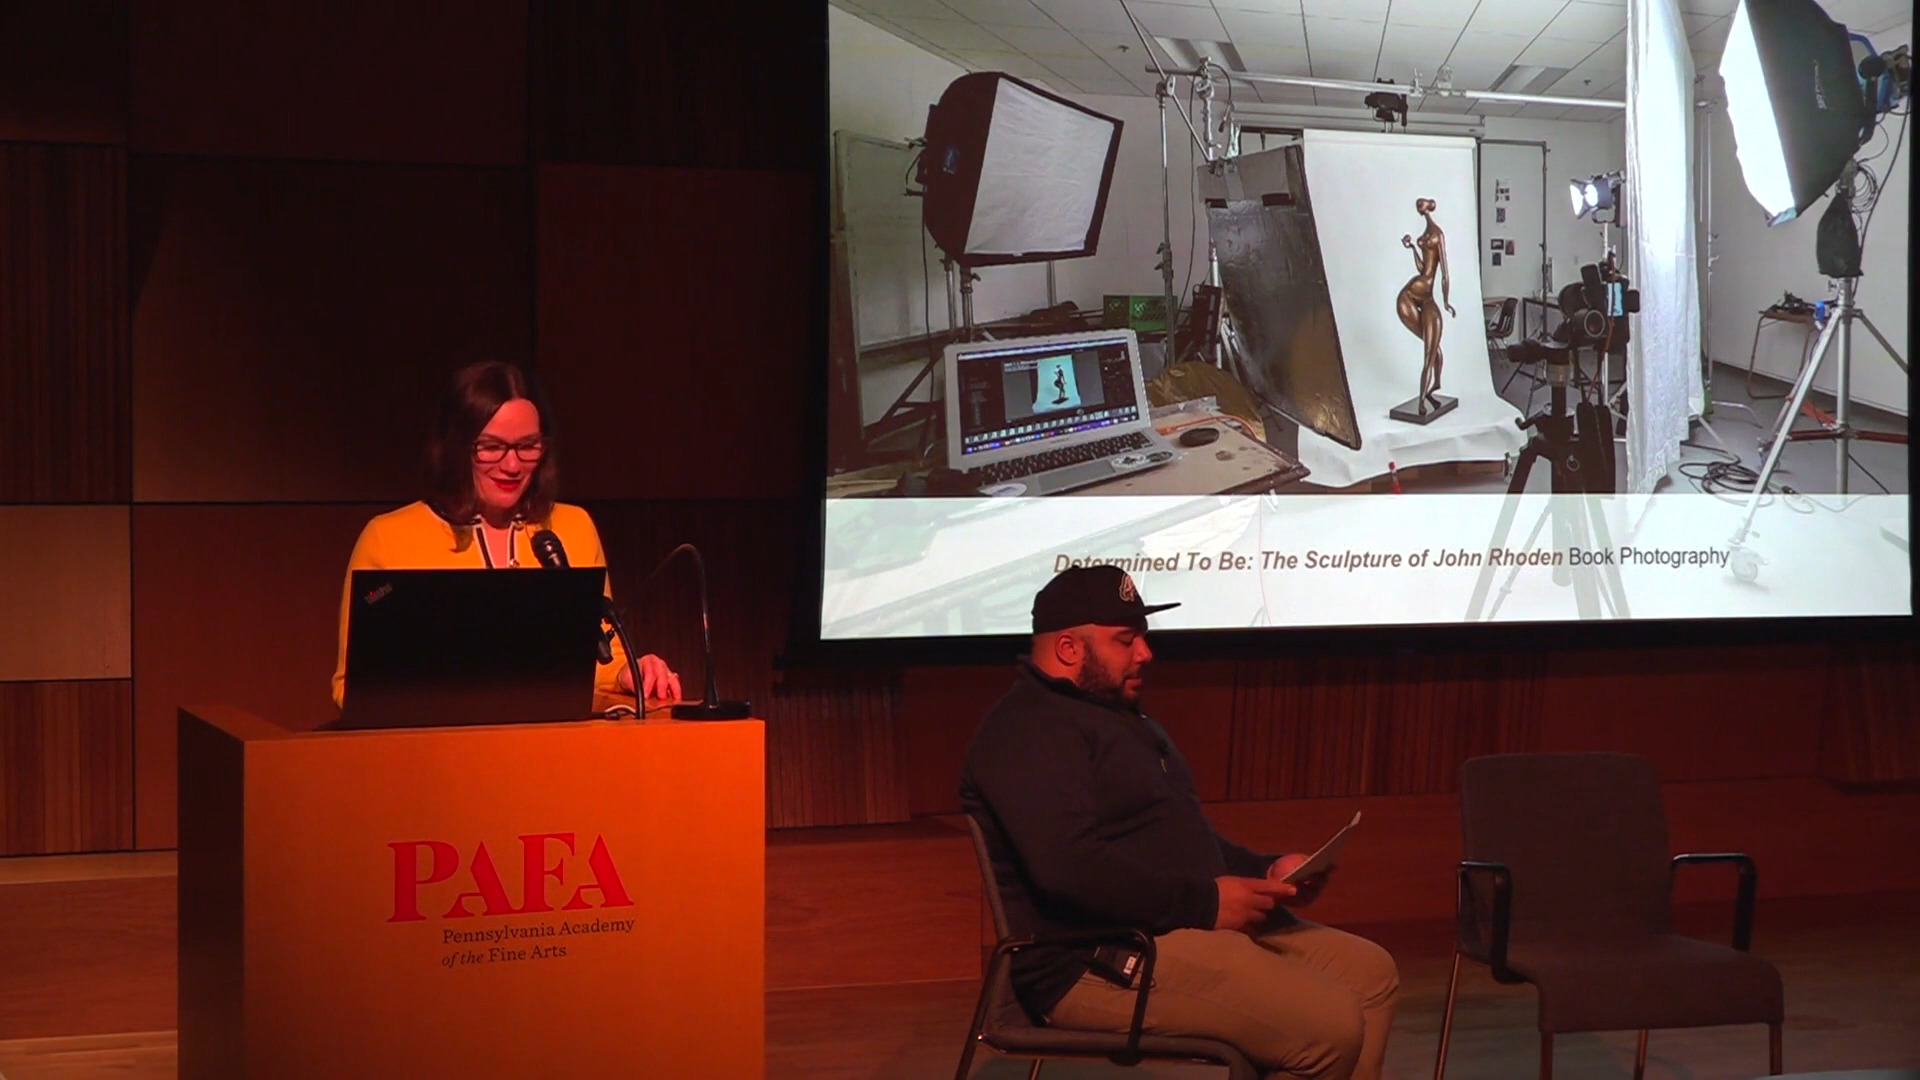 Determined To Be: The Sculpture of John Rhoden Book Photography
PAFA
Pennsylvania Academy
of the Fine Arts